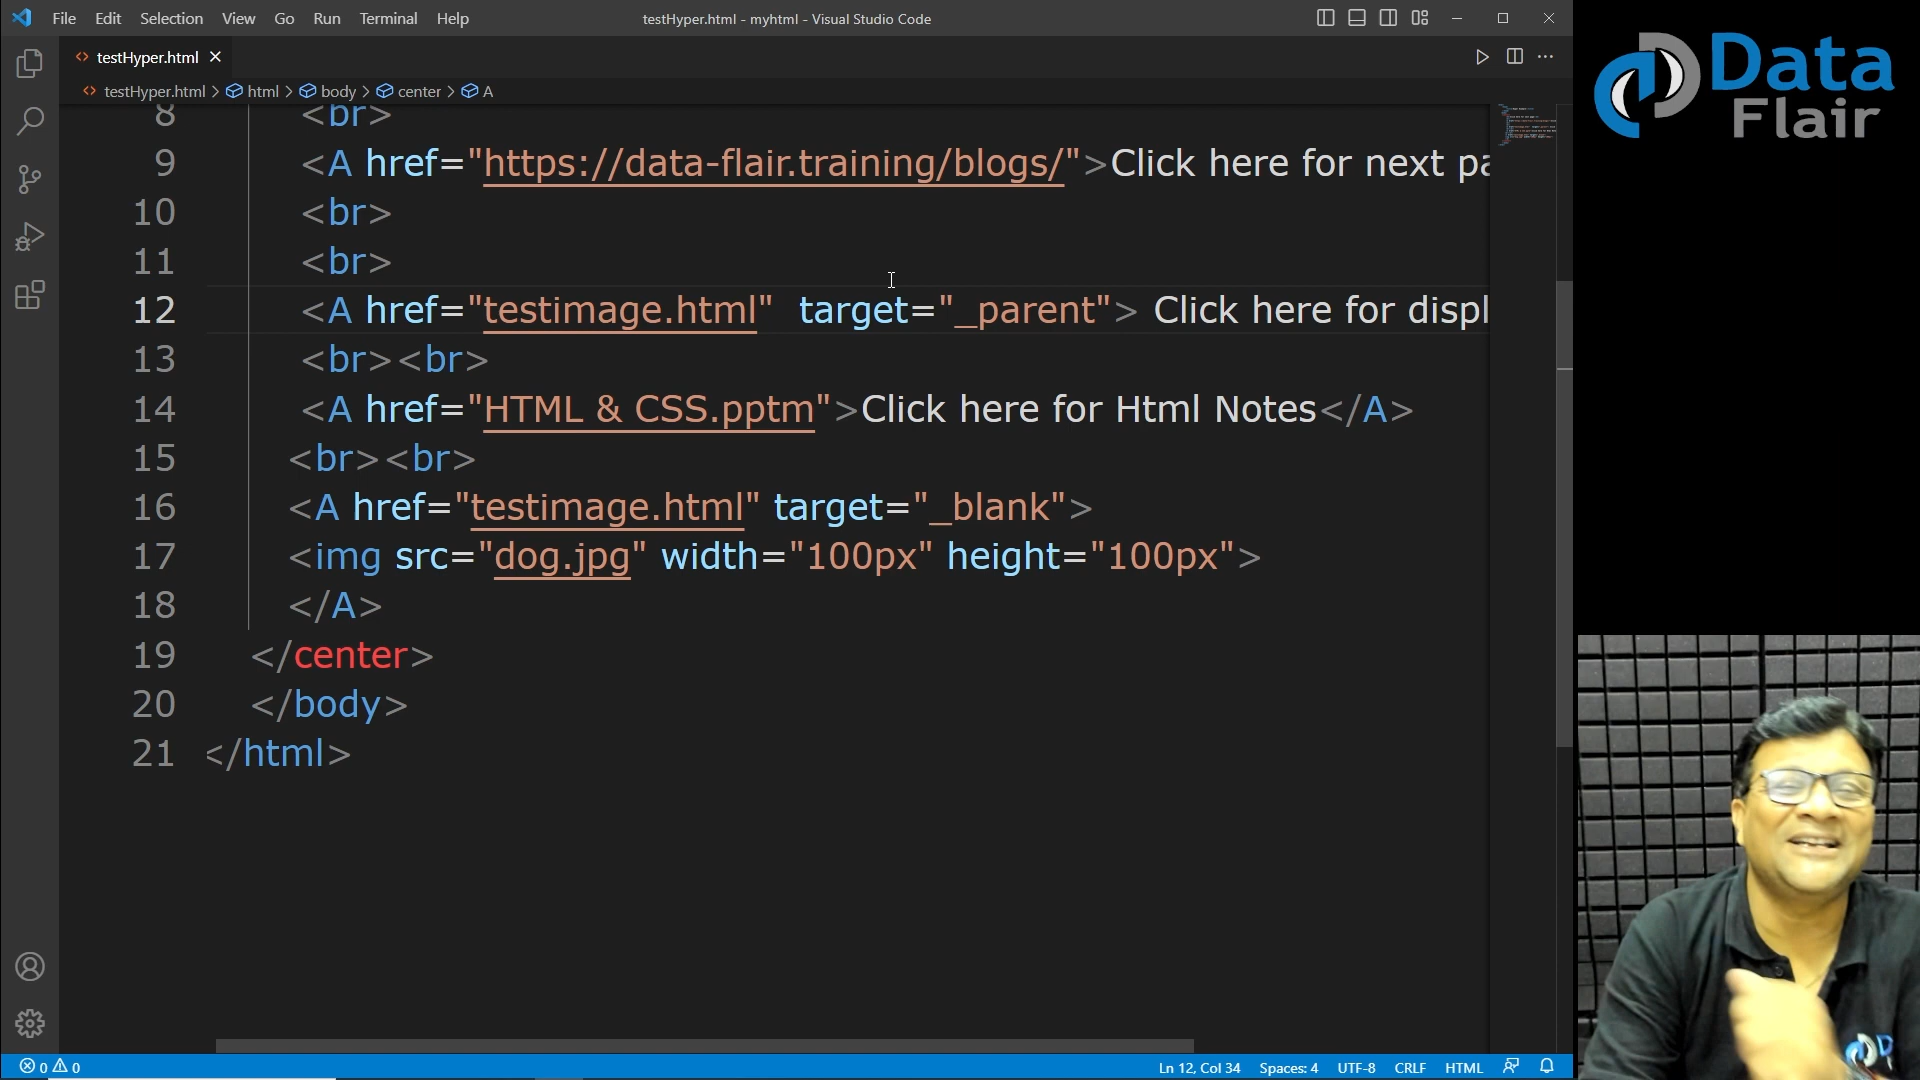 File Edit Selection View Go Run Terminal Help
testHyper.html - myhtml - Visual Studio Code
testHyper.html
testHyper.html > html > body > center > A
8 <br>
9 <A href="https://data-flair.training/blogs/">Click here for next pa
10 <br>
11 <br>
12 <A href="testimage.html"  target="_parent"> Click here for displ
13 <br><br>
14 <A href="HTML & CSS.pptm">Click here for Html Notes</A>
15 <br><br>
16 <A href="testimage.html" target="_blank">
17 <img src="dog.jpg" width="100px" height="100px">
18 </A>
19 </center>
20 </body>
21 </html>
0 0
Ln 12, Col 34 Spaces: 4 UTF-8 CRLF HTML
Data
Flair